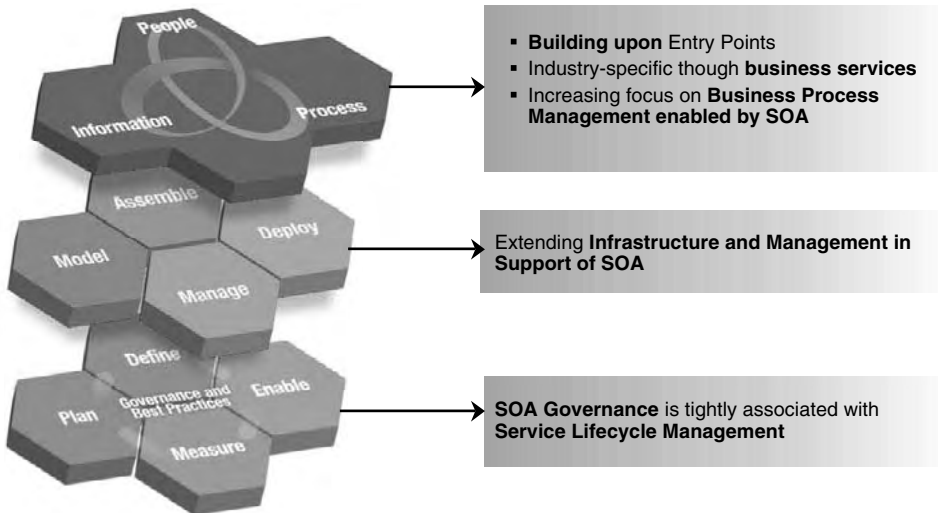 People
Information
Process
▪ Building upon Entry Points
▪ Industry-specific though business services
▪ Increasing focus on Business Process
Management enabled by SOA
Assemble
Model
Deploy
Manage
Extending Infrastructure and Management in
Support of SOA
Define
Plan
Governance and
Best Practices
Enable
Measure
SOA Governance is tightly associated with
Service Lifecycle Management